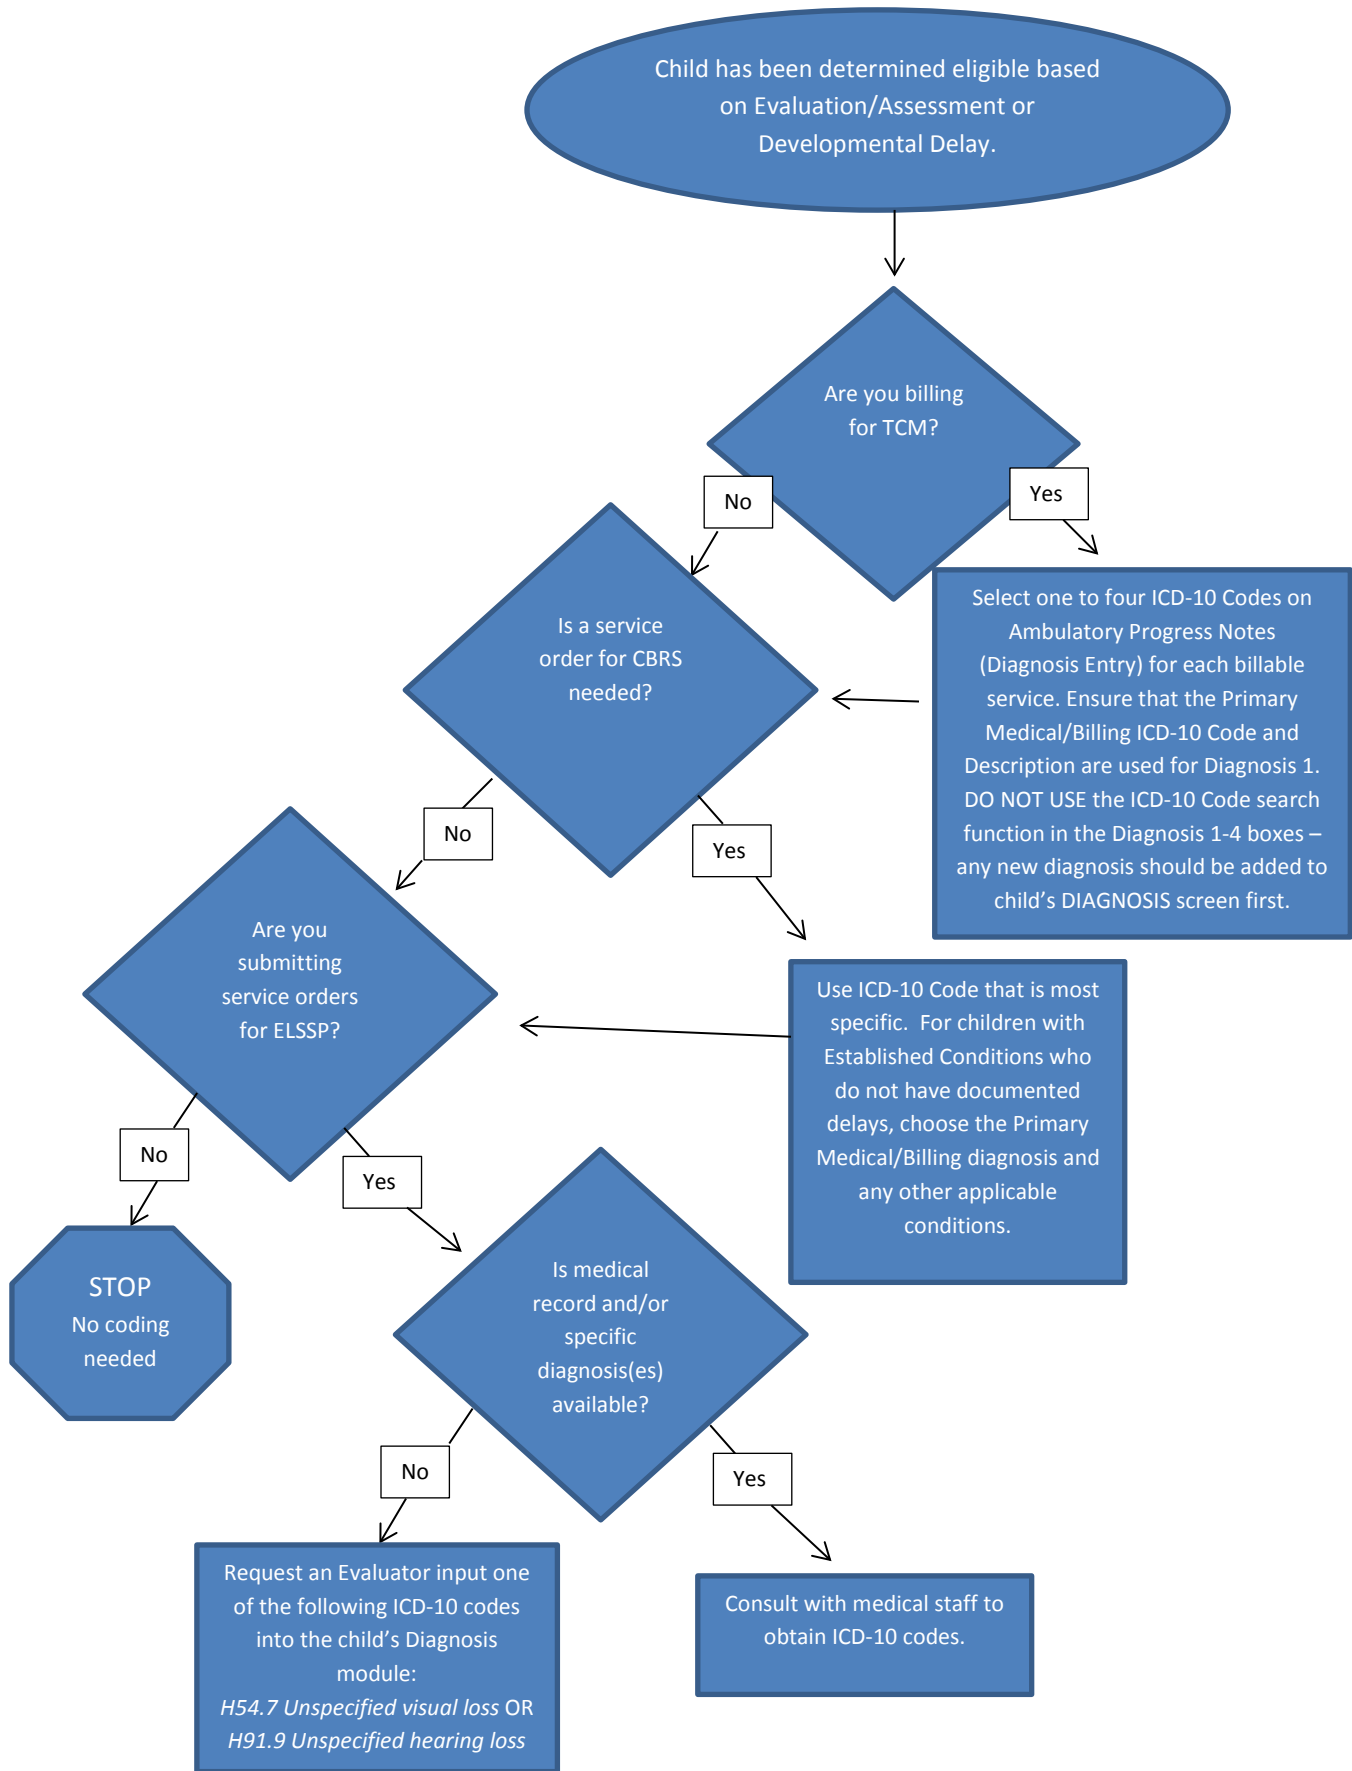 Child has been determined eligible based
on Evaluation/Assessment or
Developmental Delay.
Are you billing
for TCM?
No
Yes
Select one to four ICD-10 Codes on
Ambulatory Progress Notes
(Diagnosis Entry) for each billable
service. Ensure that the Primary
Medical/Billing ICD-10 Code and
Description are used for Diagnosis 1.
DO NOT USE the ICD-10 Code search
function in the Diagnosis 1-4 boxes –
any new diagnosis should be added to
child’s DIAGNOSIS screen first.
Is a service
order for CBRS
needed?
No
Yes
Use ICD-10 Code that is most
specific.  For children with
Established Conditions who
do not have documented
delays, choose the Primary
Medical/Billing diagnosis and
any other applicable
conditions.
Are you
submitting
service orders
for ELSSP?
No
Yes
STOP
No coding
needed
Is medical
record and/or
specific
diagnosis(es)
available?
No
Yes
Request an Evaluator input one
of the following ICD-10 codes
into the child’s Diagnosis
module:
H54.7 Unspecified visual loss OR
H91.9 Unspecified hearing loss
Consult with medical staff to
obtain ICD-10 codes.